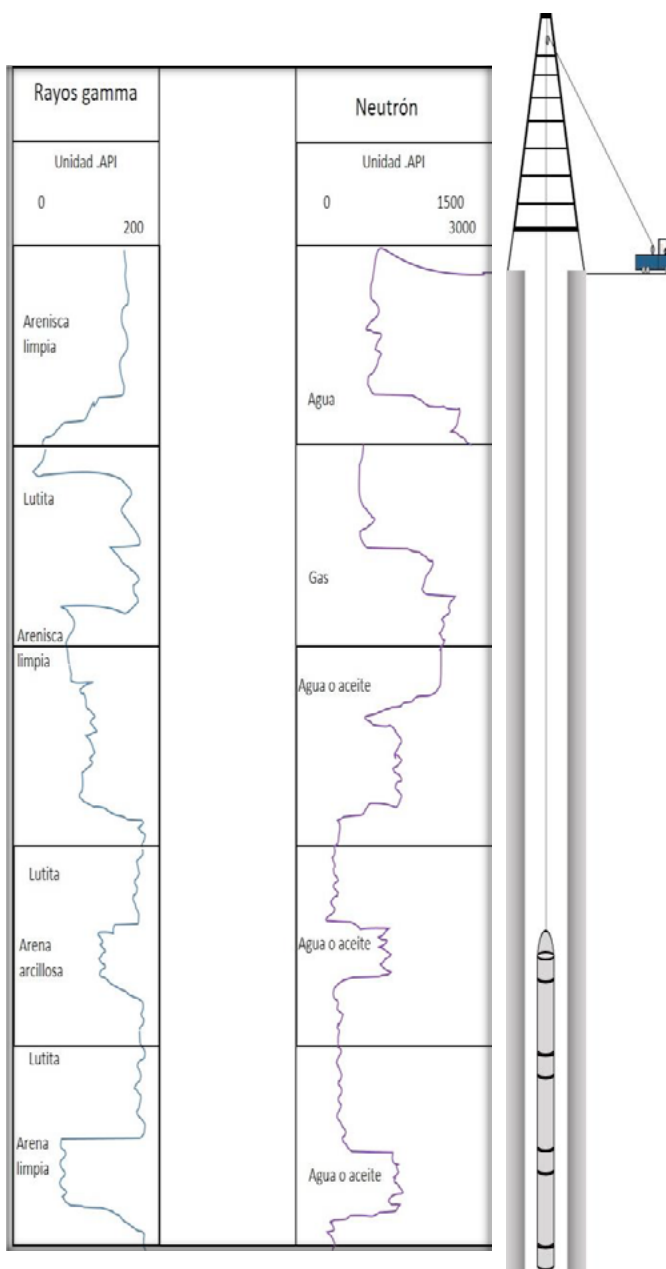 Rayos gamma
Neutrón
Unidad .API
Unidad .API
0
200
0
1500
3000
Arenisca
limpia
Agua
Lutita
Gas
Arenisca
limpia
Agua o aceite
Lutita
Arena
arcillosa
Agua o aceite
Lutita
Arena
limpia
Agua o aceite